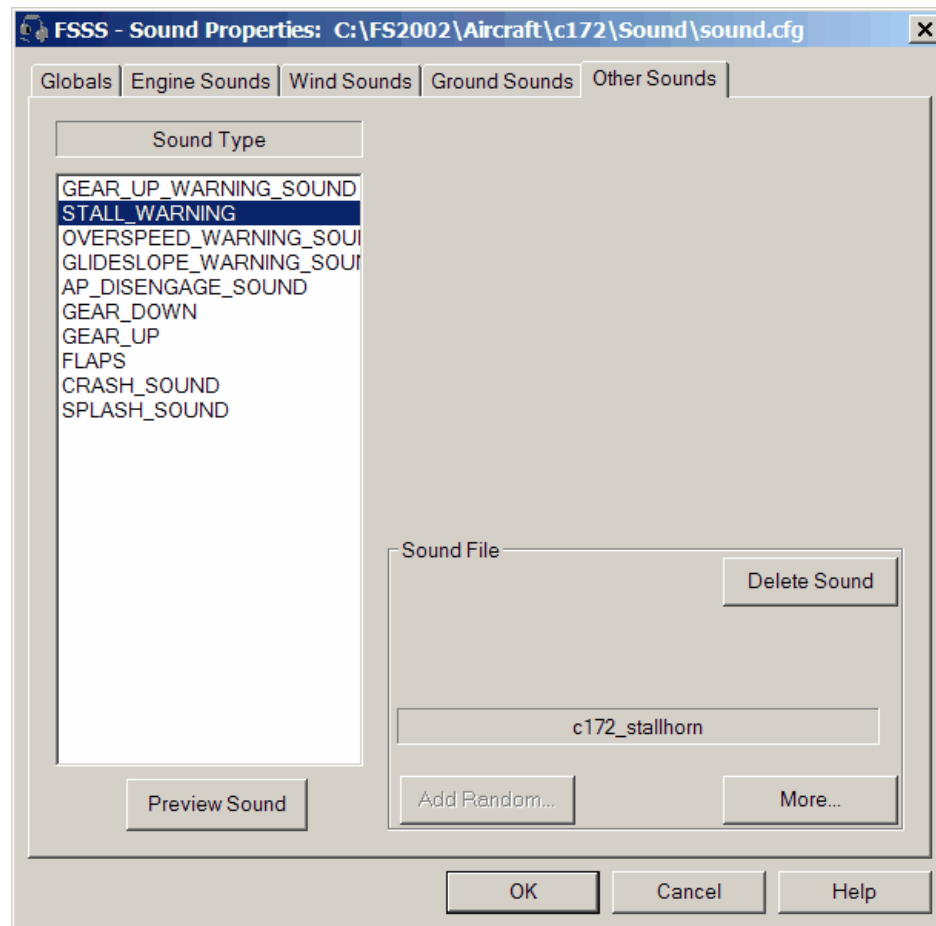 FSSS - Sound Properties: C:\FS2002\Aircraft\c172\Sound\sound.cfg
Globals Engine Sounds Wind Sounds Ground Sounds Other Sounds
Sound Type
GEAR_UP_WARNING_SOUND
STALL_WARNING
OVERSPEED_WARNING_SOU
GLIDESLOPE_WARNING_SOU
AP_DISENGAGE_SOUND
GEAR_DOWN
GEAR_UP
FLAPS
CRASH_SOUND
SPLASH_SOUND
Preview Sound
Sound File
Delete Sound
c172_stallhorn
Add Random...
More...
OK
Cancel
Help